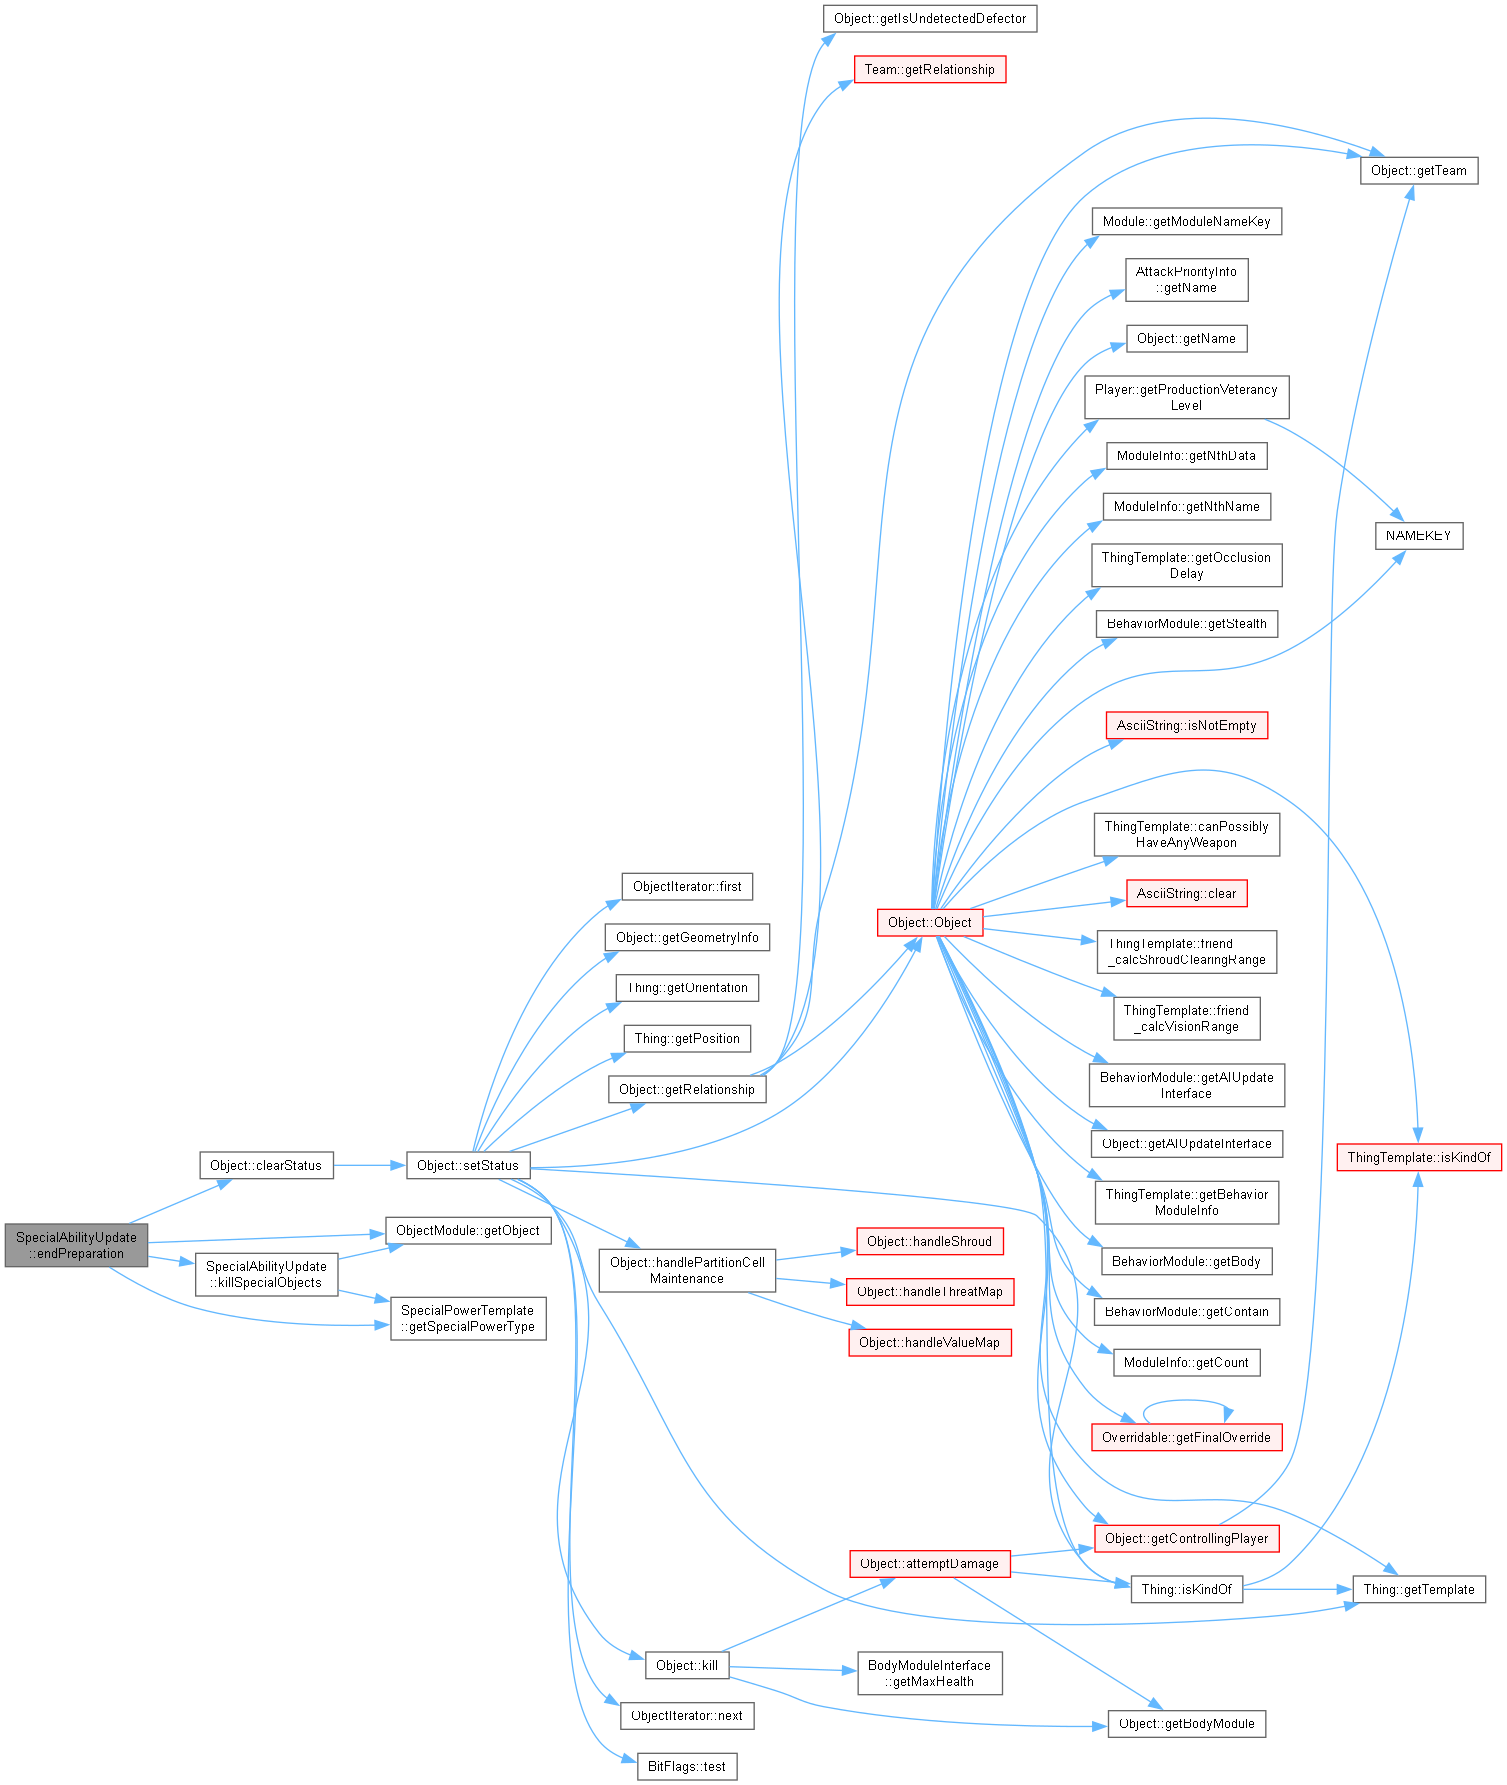 Object::getIsUndetectedDefector
Team::getRelationship
Object::getTeam
Module::getModuleNameKey
AttackPriorityInfo
::getName
Object::getName
Player::getProductionVeterancy
Level
ModuleInfo::getNthData
ModuleInfo::getNthName
NAMEKEY
ThingTemplate::getOcclusion
Delay
BehaviorModule::getStealth
AsciiString::isNotEmpty
ThingTemplate::canPossibly
HaveAnyWeapon
ObjectIterator::first
AsciiString::clear
Object::Object
Object::getGeometryInfo
ThingTemplate::friend
_calcShroudClearingRange
Thing::getOrientation
ThingTemplate::friend
_calcVisionRange
Thing::getPosition
Object::getRelationship
BehaviorModule::getAIUpdate
Interface
Object::getAIUpdateInterface
ThingTemplate::isKindOf
Object::clearStatus
Object::setStatus
ThingTemplate::getBehavior
ModuleInfo
SpecialAbilityUpdate
::endPreparation
ObjectModule::getObject
Object::handleShroud
BehaviorModule::getBody
SpecialAbilityUpdate
::killSpecialObjects
Object::handlePartitionCell
Maintenance
Object::handleThreatMap
BehaviorModule::getContain
SpecialPowerTemplate
::getSpecialPowerType
Object::handleValueMap
ModuleInfo::getCount
Overridable::getFinalOverride
Object::getControllingPlayer
Object::attemptDamage
Thing::isKindOf
Thing::getTemplate
Object::kill
BodyModuleInterface
::getMaxHealth
ObjectIterator::next
Object::getBodyModule
BitFlags::test